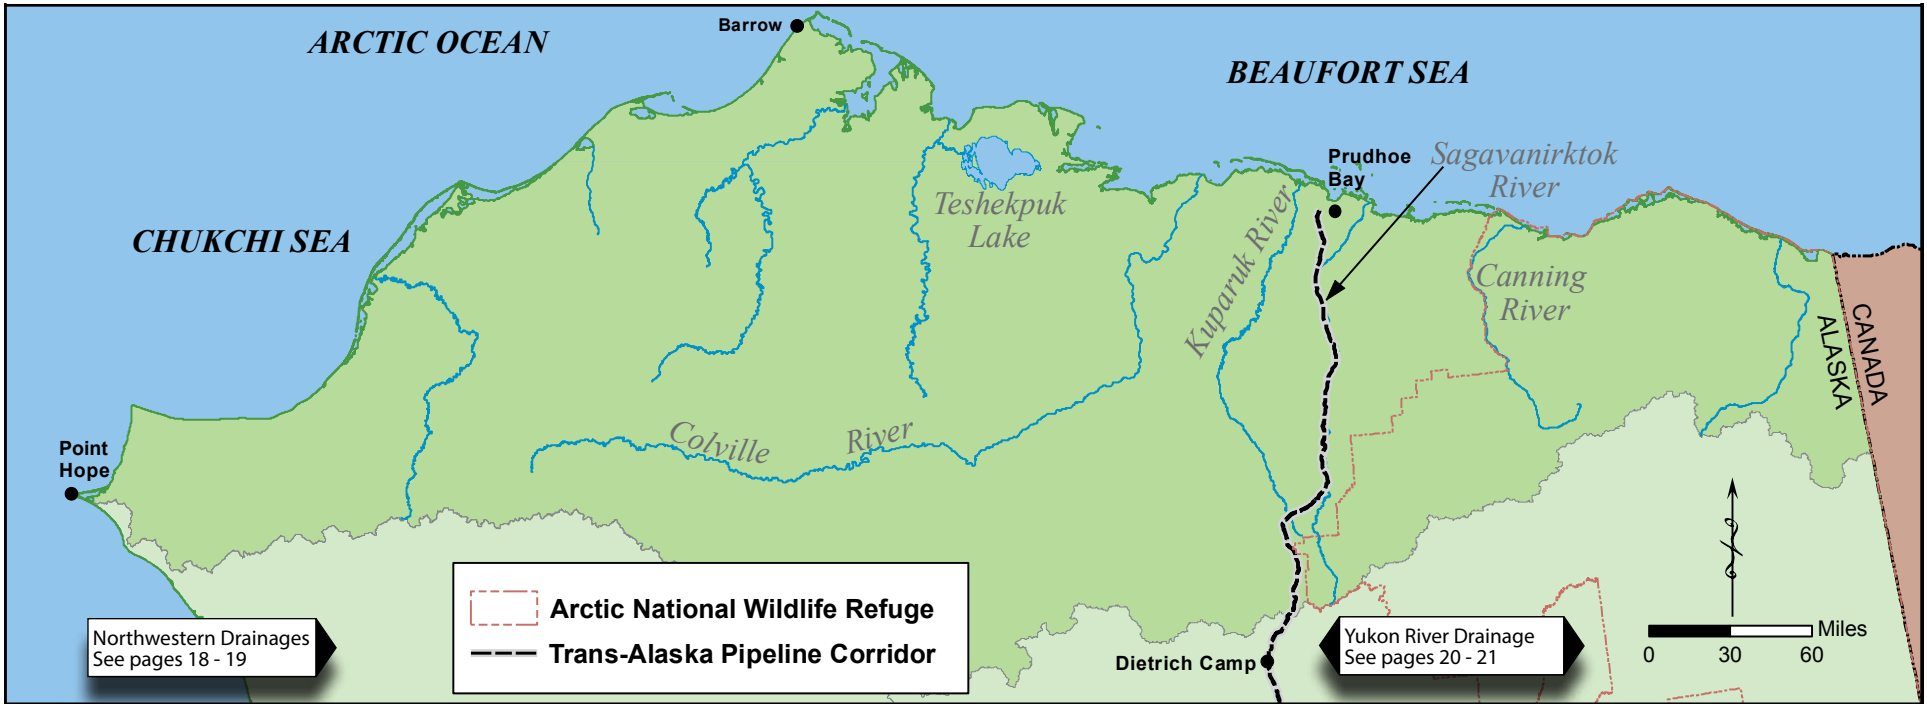 Barrow
ARCTIC OCEAN
BEAUFORT SEA
Prudhoe
Bay
Sagavanirktok
River
Teshekpuk
Lake
CHUKCHI SEA
Kuparuk River
Canning
River
CANADA
ALASKA
Colville River
Point
Hope
Arctic National Wildlife Refuge
Trans-Alaska Pipeline Corridor
Northwestern Drainages
See pages 18 - 19
Dietrich Camp
Yukon River Drainage
See pages 20 - 21
Miles
0 30 60